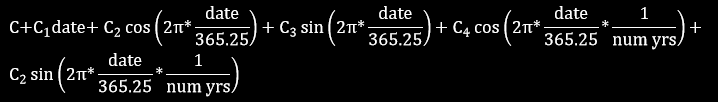 C+C₁date+ C₂ cos (2π* date/365.25) + C₃ sin (2π* date/365.25.) + C₄ cos (2π* date/365.25 * 1/num yrs.) +
C₂ sin (2π* date/365.25 * 1/num yrs.)